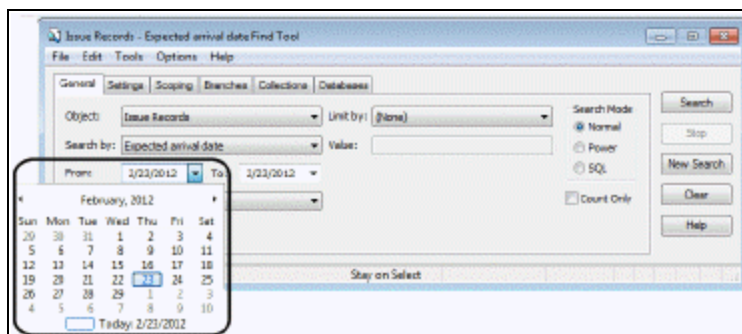 Issue Records - Expected arrival date Find Tool
File Edit Tools Options Help
General Settings Scoping Branches Collections Databases
Object: Issue Records Limit by: (None)
Search by: Expected arrival date Value:
From: 2/23/2012 To: 2/23/2012
Search Mode
Normal
Power
SQL
Count Only
Search
Stop
New Search
Clear
Help
February, 2012
Sun Mon Tue Wed Thu Fri Sat
29 30 31 1 2 3 4
5 6 7 8 9 10 11
12 13 14 15 16 17 18
19 20 21 22 23 24 25
26 27 28 29 1 2 3
4 5 6 7 8 9 10
Today: 2/23/2012
Stay on Select